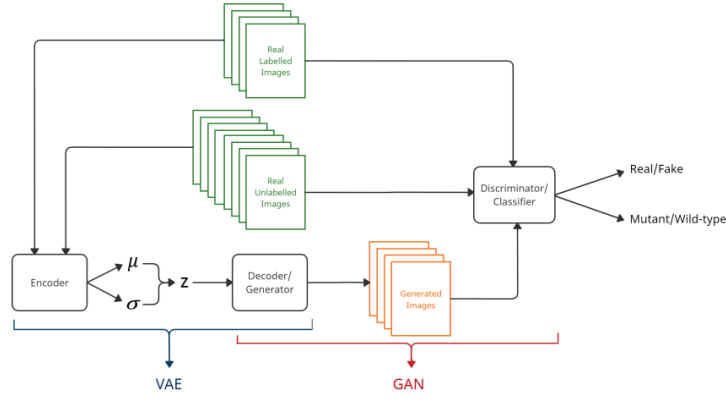 Real
Labelled
Images
Real
Unlabelled
Images
Discriminator/
Classifier
Real/Fake
Mutant/Wild-type
Encoder
μ
σ
z
Decoder/
Generator
Generated
Images
VAE
GAN